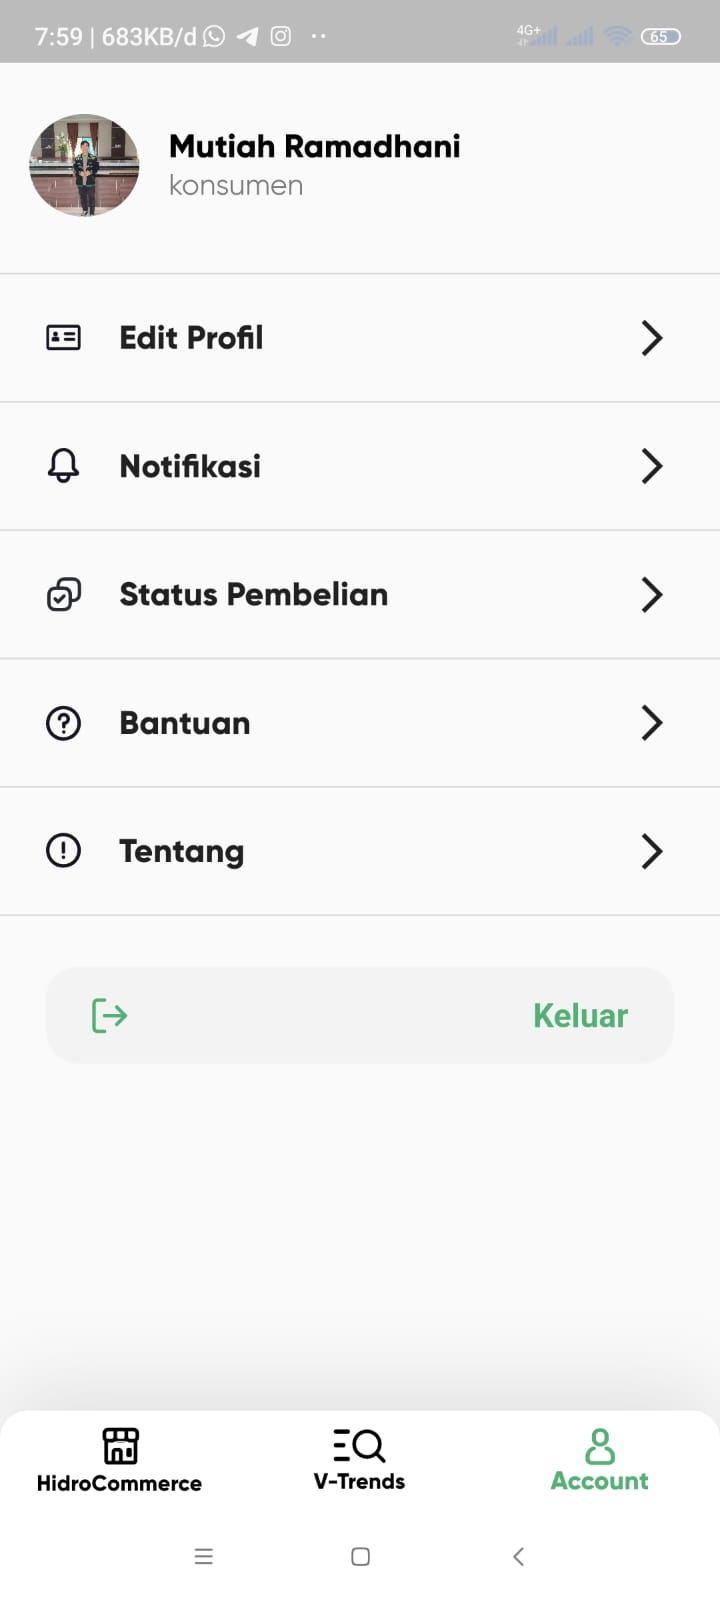 7:59 | 683KB/d
4G+
65
Mutiah Ramadhani
konsumen
Edit Profil
Notifikasi
Status Pembelian
Bantuan
Tentang
Keluar
HidroCommerce
V-Trends
Account